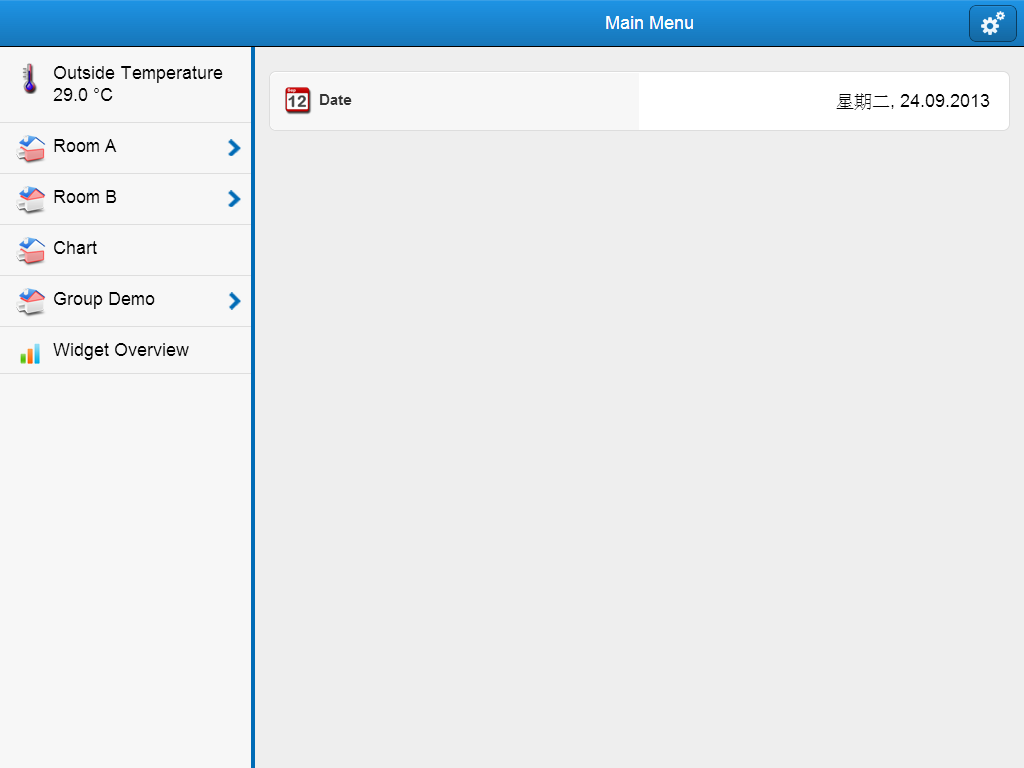 Main Menu
Outside Temperature
29.0 °C
Room A
Room B
Chart
Group Demo
Widget Overview
Sep
12
Date
星期二, 24.09.2013